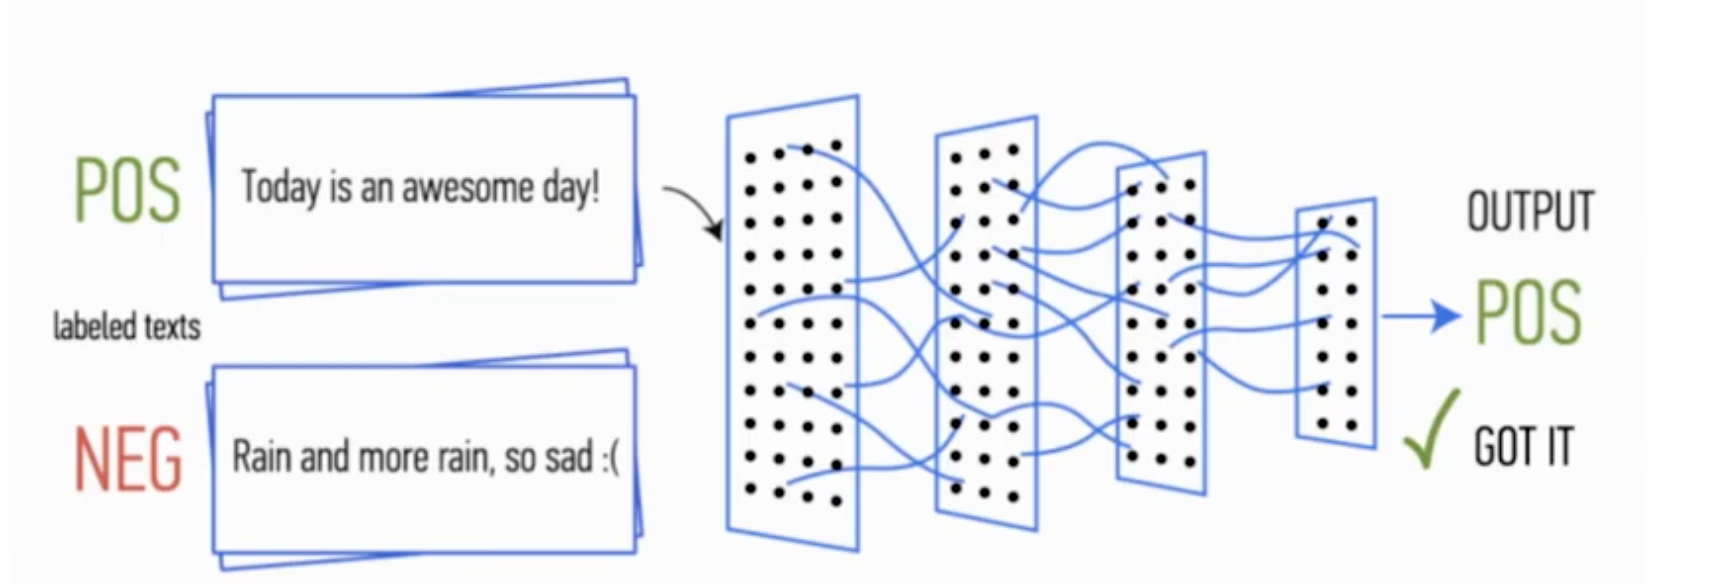 POS
Today is an awesome day!
labeled texts
NEG
Rain and more rain, so sad :(
OUTPUT
POS
GOT IT